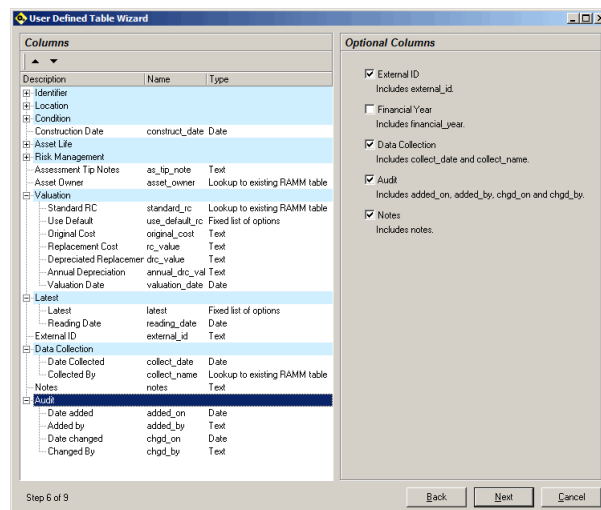 User Defined Table Wizard
Columns
Description Name Type
Identifier
Location
Condition
Construction Date construct_date Date
Asset Life
Risk Management
Assessment Tip Notes as_tip_note Text
Asset Owner asset_owner Lookup to existing RAMM table
Valuation
Standard RC standard_rc Lookup to existing RAMM table
Use Default use_default_rc Fixed list of options
Original Cost original_cost Text
Replacement Cost rc_value Text
Depreciated Replacemer drc_value Text
Annual Depreciation annual_drc_val Text
Valuation Date valuation_date Date
Latest
Latest latest Fixed list of options
Reading Date reading_date Date
External ID external_id Text
Data Collection
Date Collected collect_date Date
Collected By collect_name Lookup to existing RAMM table
Notes notes Text
Audit
Date added added_on Date
Added by added_by Text
Date changed chgd_on Date
Changed By chgd_by Text
Optional Columns
External ID
Includes external_id.
Financial Year
Includes financial_year.
Data Collection
Includes collect_date and collect_name.
Audit
Includes added_on, added_by, chgd_on and chgd_by.
Notes
Includes notes.
Step 6 of 9
Back Next Cancel